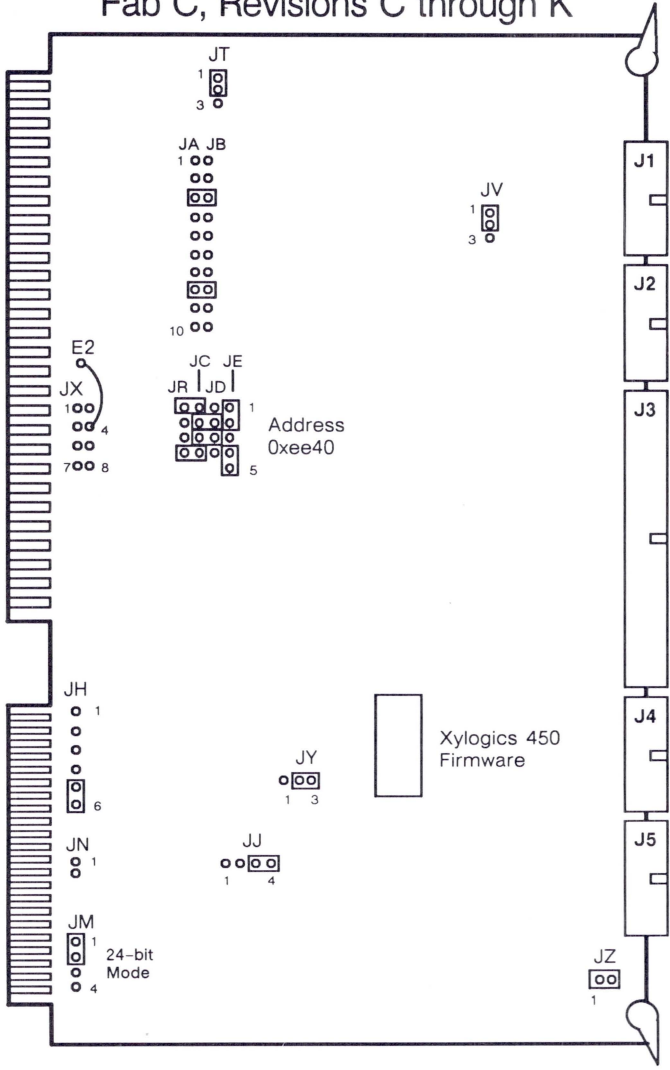 Fab C, Revisions C through K
JT
1
3
JA JB
1
10
JV
1
3
J1
J2
J3
E2
JX
1
4
7 8
JC JE
JR JD
1
5
Address
0xee40
JH
1
6
JY
1 3
Xylogics 450
Firmware
J4
JN
1
JJ
1 4
J5
JM
1
24-bit
Mode
4
JZ
1